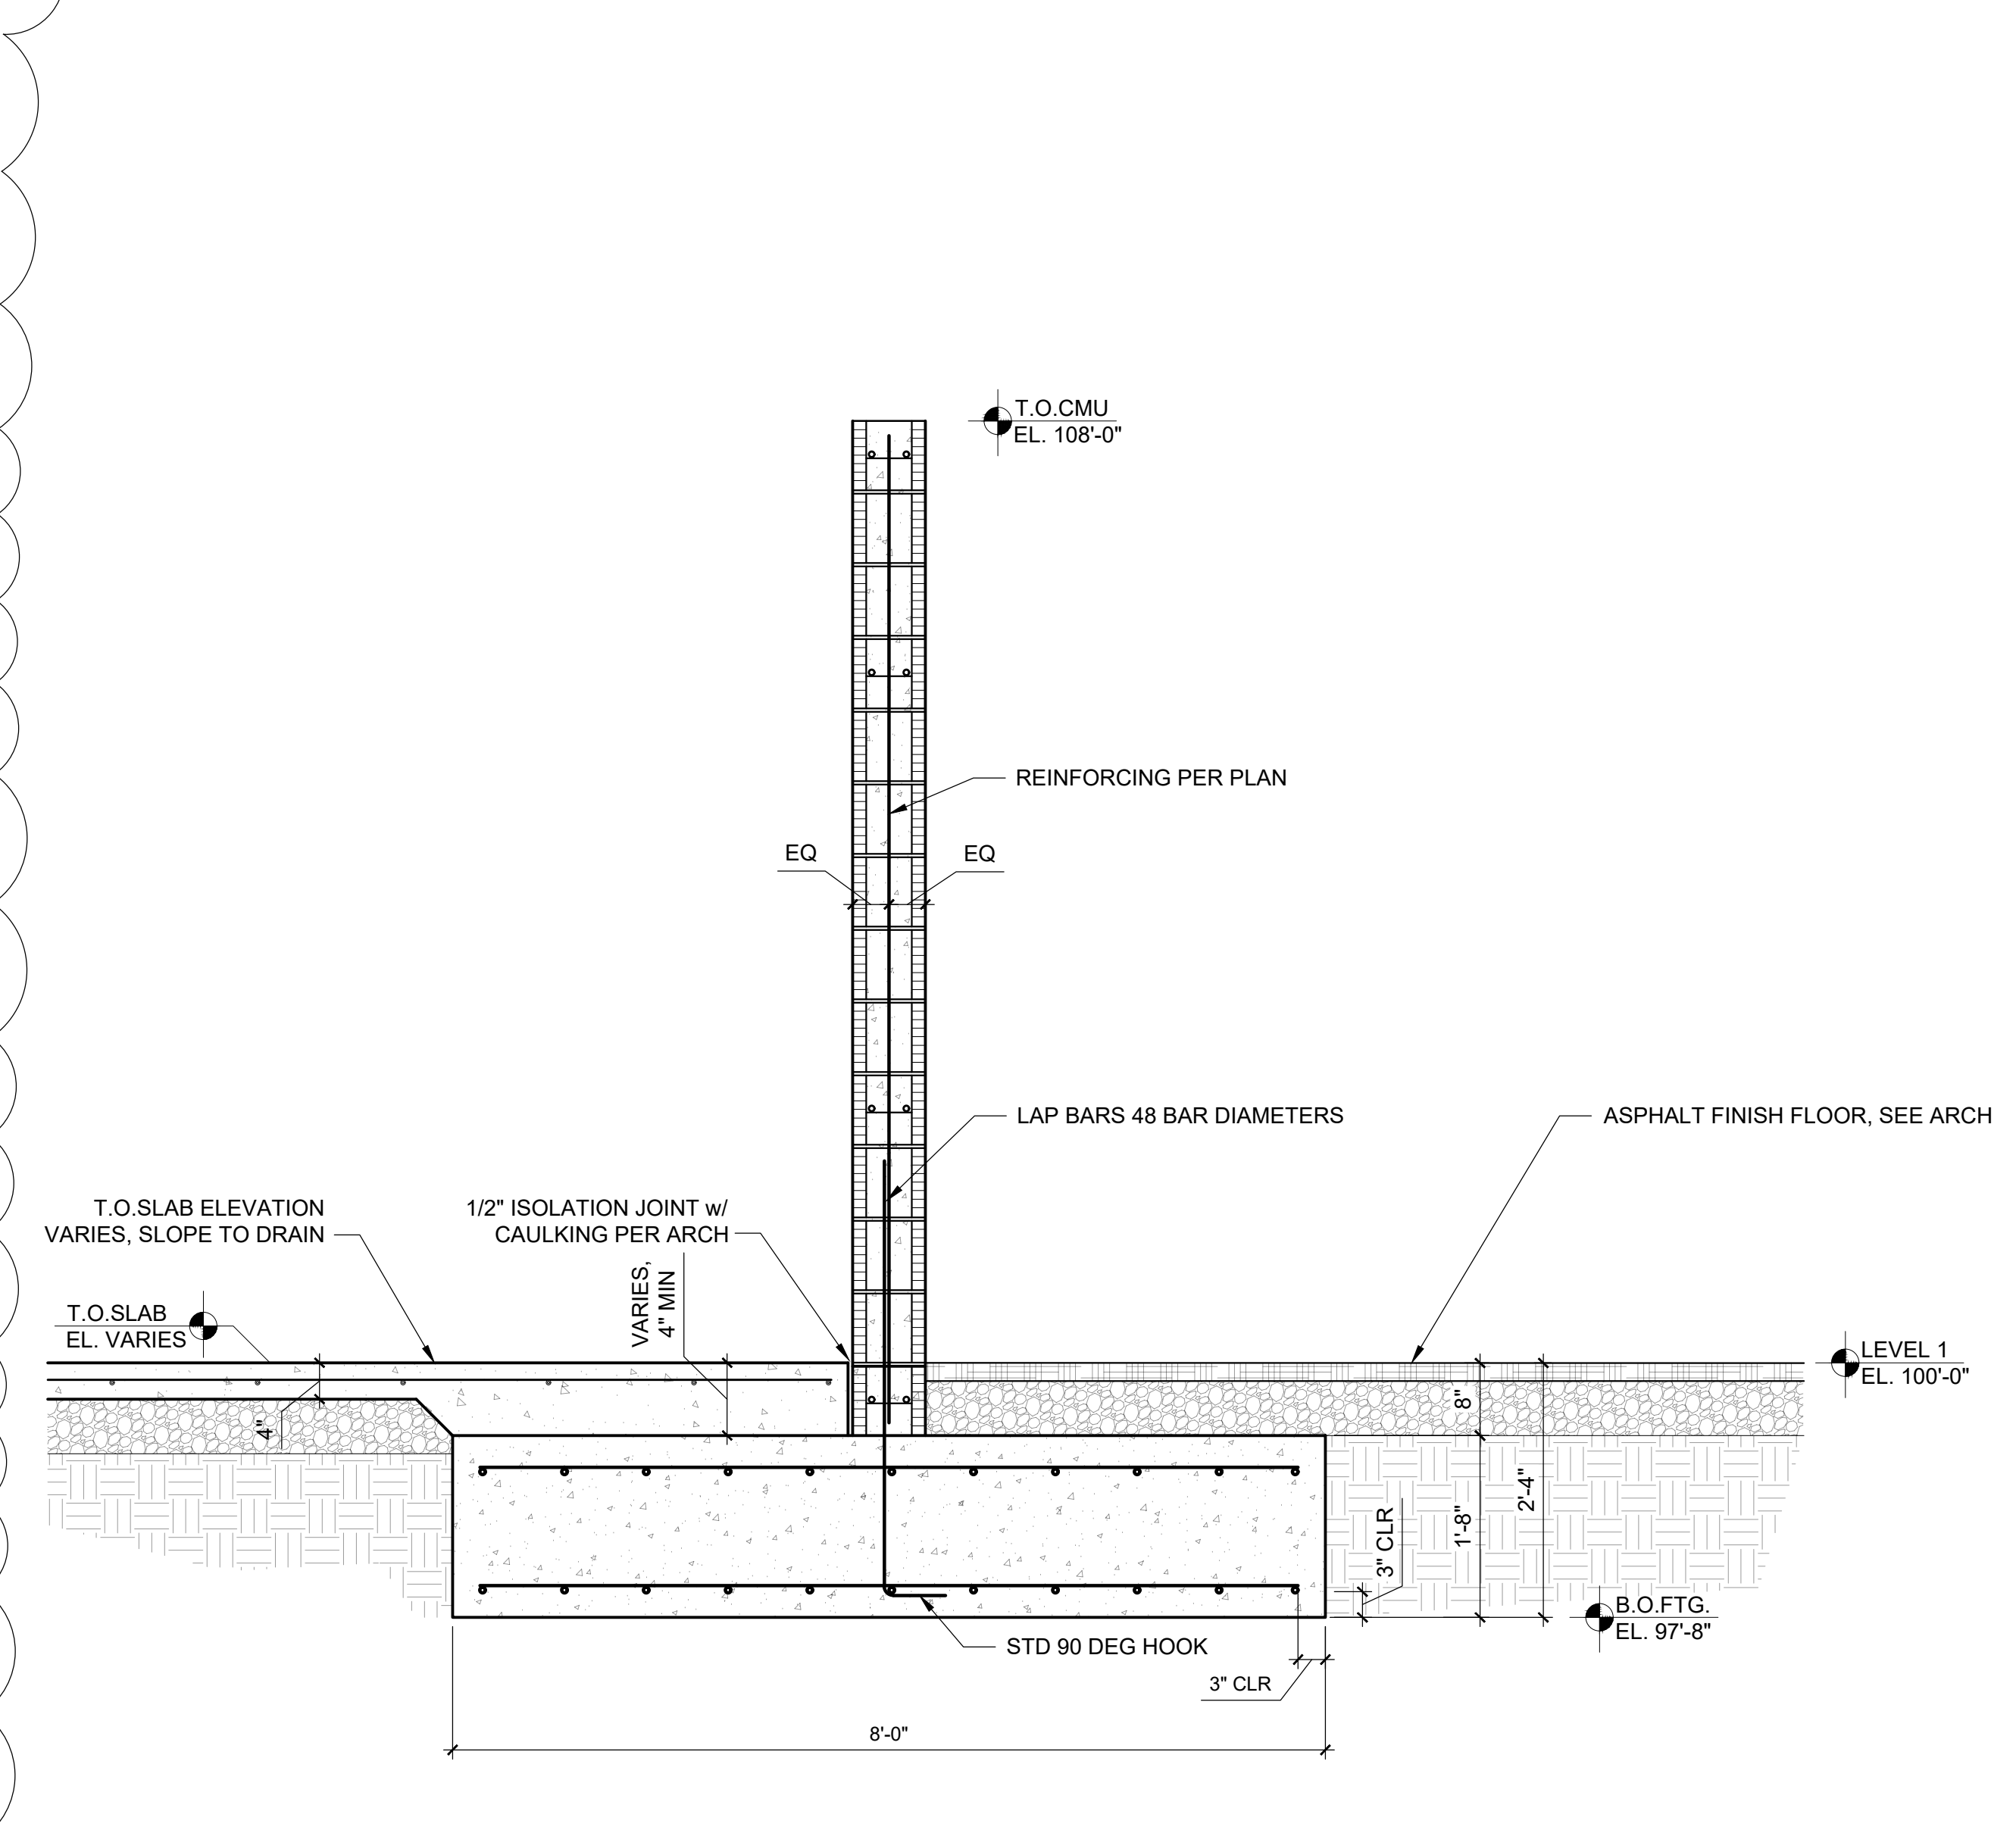 T.O.CMU
EL. 108'-0"
REINFORCING PER PLAN
EQ
EQ
LAP BARS 48 BAR DIAMETERS
ASPHALT FINISH FLOOR, SEE ARCH
T.O.SLAB ELEVATION
VARIES, SLOPE TO DRAIN
1/2" ISOLATION JOINT w/
CAULKING PER ARCH
VARIES,
4" MIN
T.O.SLAB
EL. VARIES
LEVEL 1
EL. 100'-0"
4"
8"
2'-4"
1'-8"
3" CLR
B.O.FTG.
EL. 97'-8"
STD 90 DEG HOOK
3" CLR
8'-0"